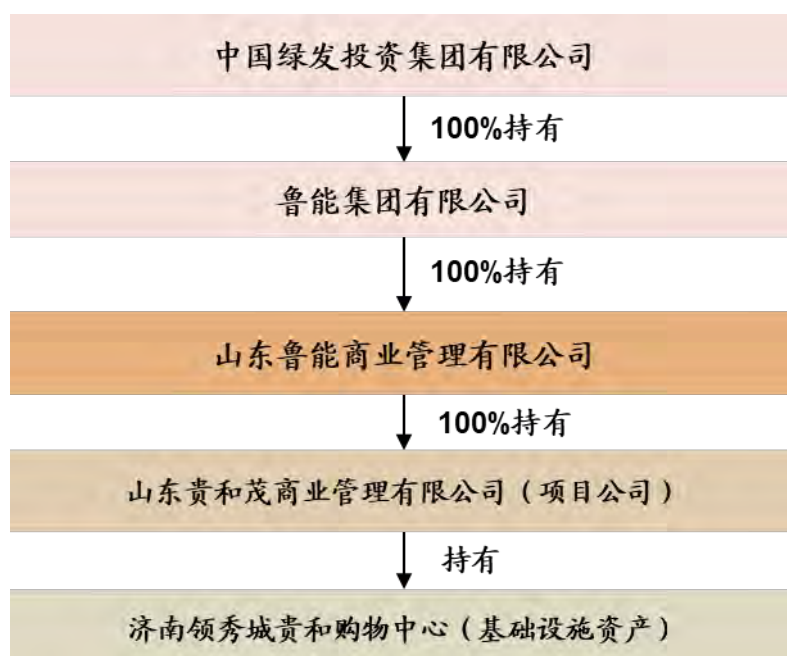 中国绿发投资集团有限公司
100%持有
鲁能集团有限公司
100%持有
山东鲁能商业管理有限公司
100%持有
山东贵和茂商业管理有限公司（项目公司）
持有
济南领秀城贵和购物中心（基础设施资产）